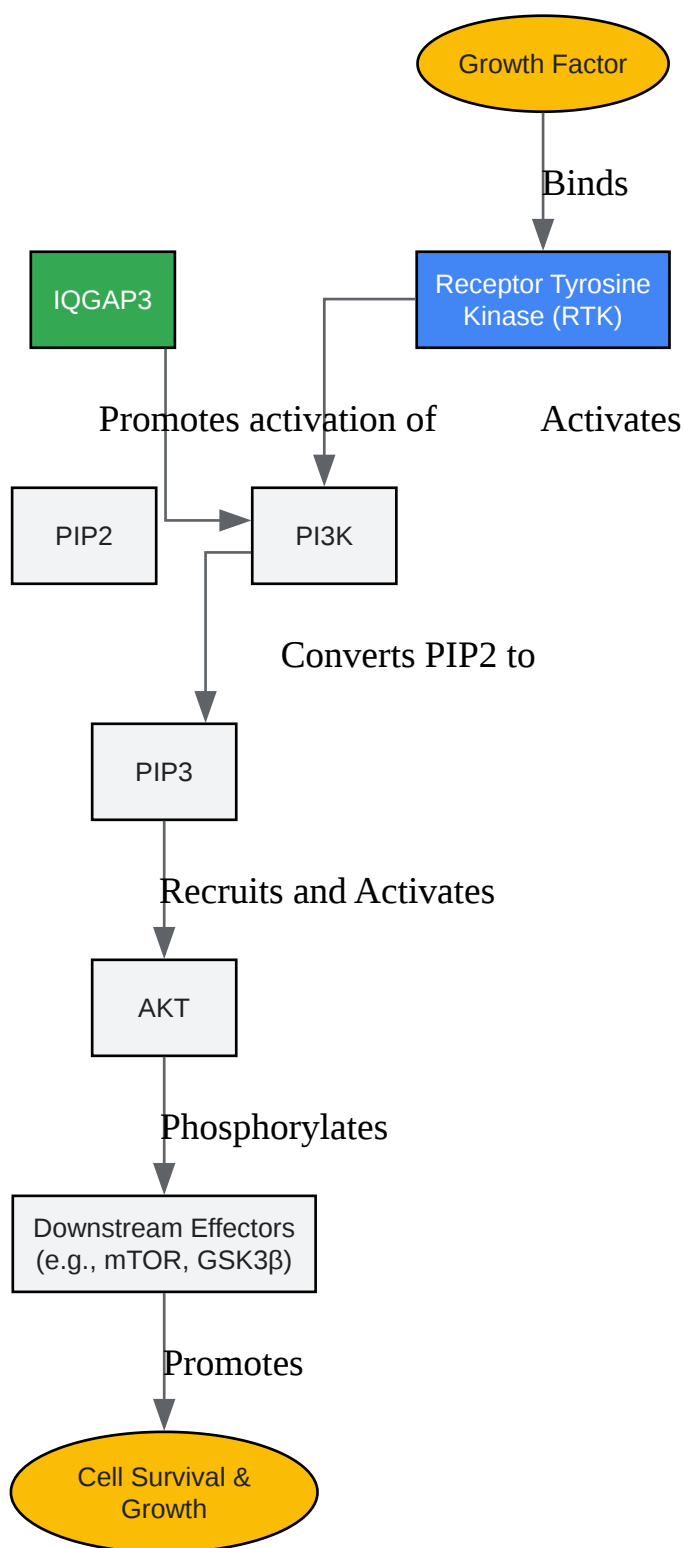 Growth Factor
Binds
IQGAP3
Receptor Tyrosine
Kinase (RTK)
Promotes activation of
Activates
PIP2
PI3K
Converts PIP2 to
PIP3
Recruits and Activates
AKT
Phosphorylates
Downstream Effectors
(e.g., mTOR, GSK3β)
Promotes
Cell Survival &
Growth